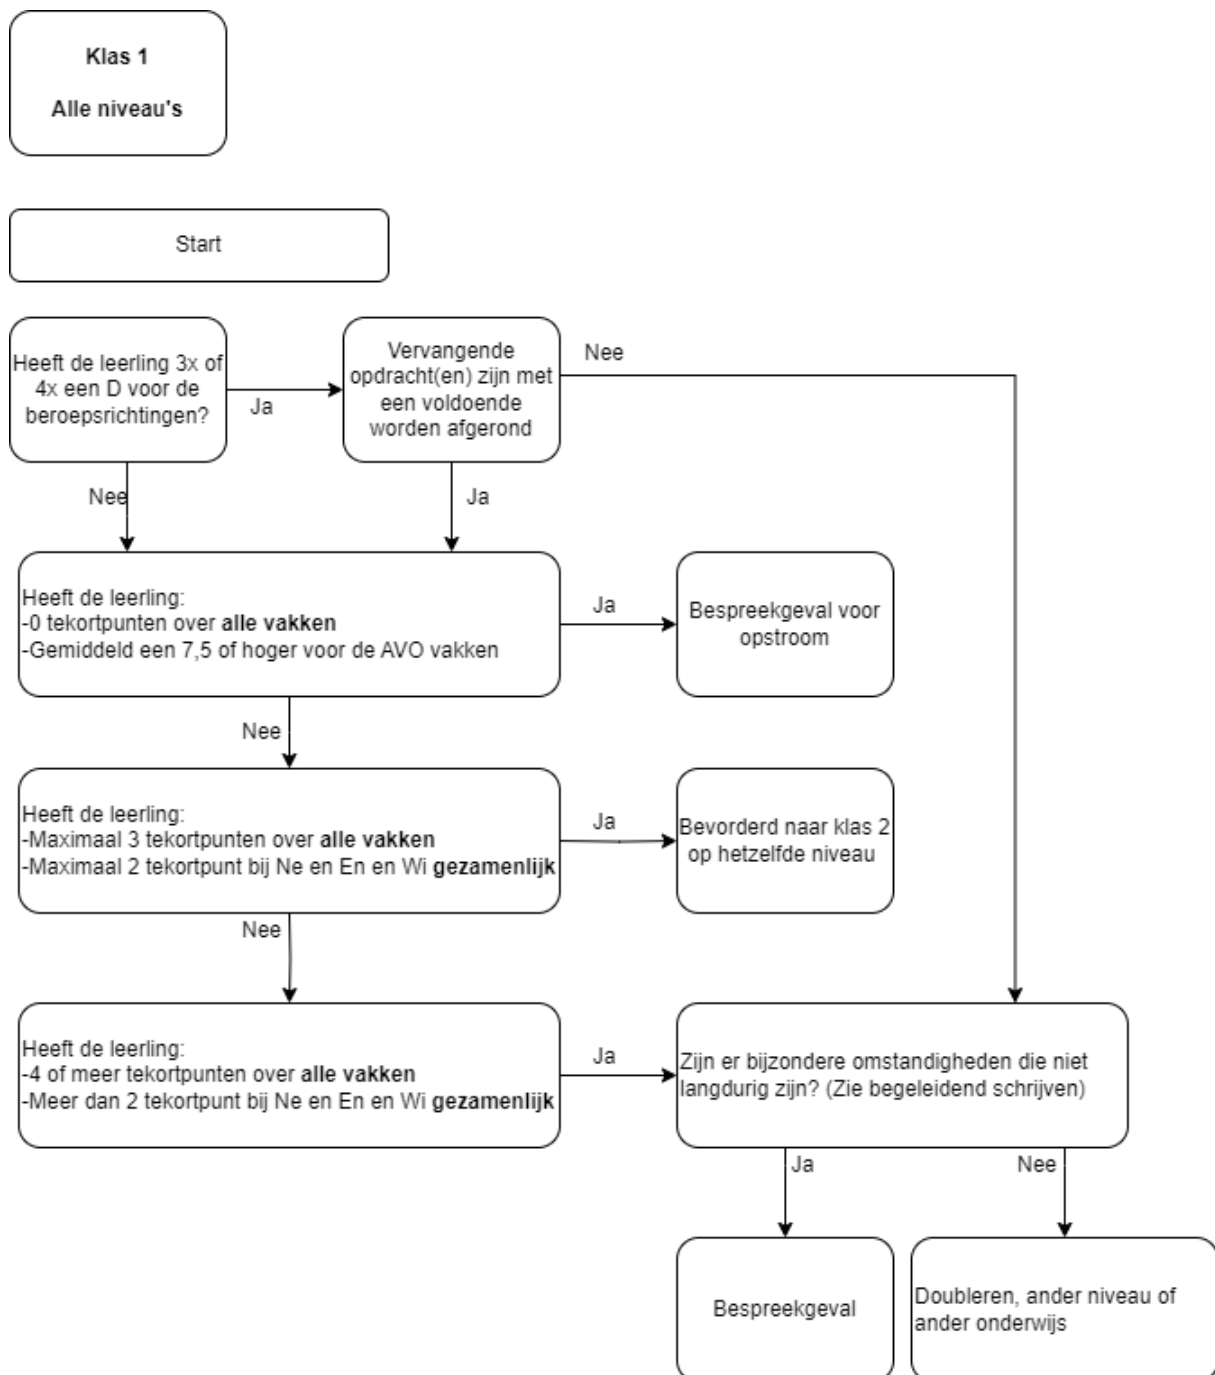 Klas 1
Alle niveau's
Start
Heeft de leerling 3x of
4x een D voor de
beroepsrichtingen?
Ja
Vervangende
opdracht(en) zijn met
een voldoende
worden afgerond
Nee
Nee
Ja
Heeft de leerling:
-0 tekortpunten over alle vakken
-Gemiddeld een 7,5 of hoger voor de AVO vakken
Ja
Bespreekgeval voor
opstroom
Nee
Heeft de leerling:
-Maximaal 3 tekortpunten over alle vakken
-Maximaal 2 tekortpunt bij Ne en En en Wi gezamenlijk
Ja
Bevorderd naar klas 2
op hetzelfde niveau
Nee
Heeft de leerling:
-4 of meer tekortpunten over alle vakken
-Meer dan 2 tekortpunt bij Ne en En en Wi gezamenlijk
Ja
Zijn er bijzondere omstandigheden die niet
langdurig zijn? (Zie begeleidend schrijven)
Ja
Nee
Bespreekgeval
Doubleren, ander niveau of
ander onderwijs